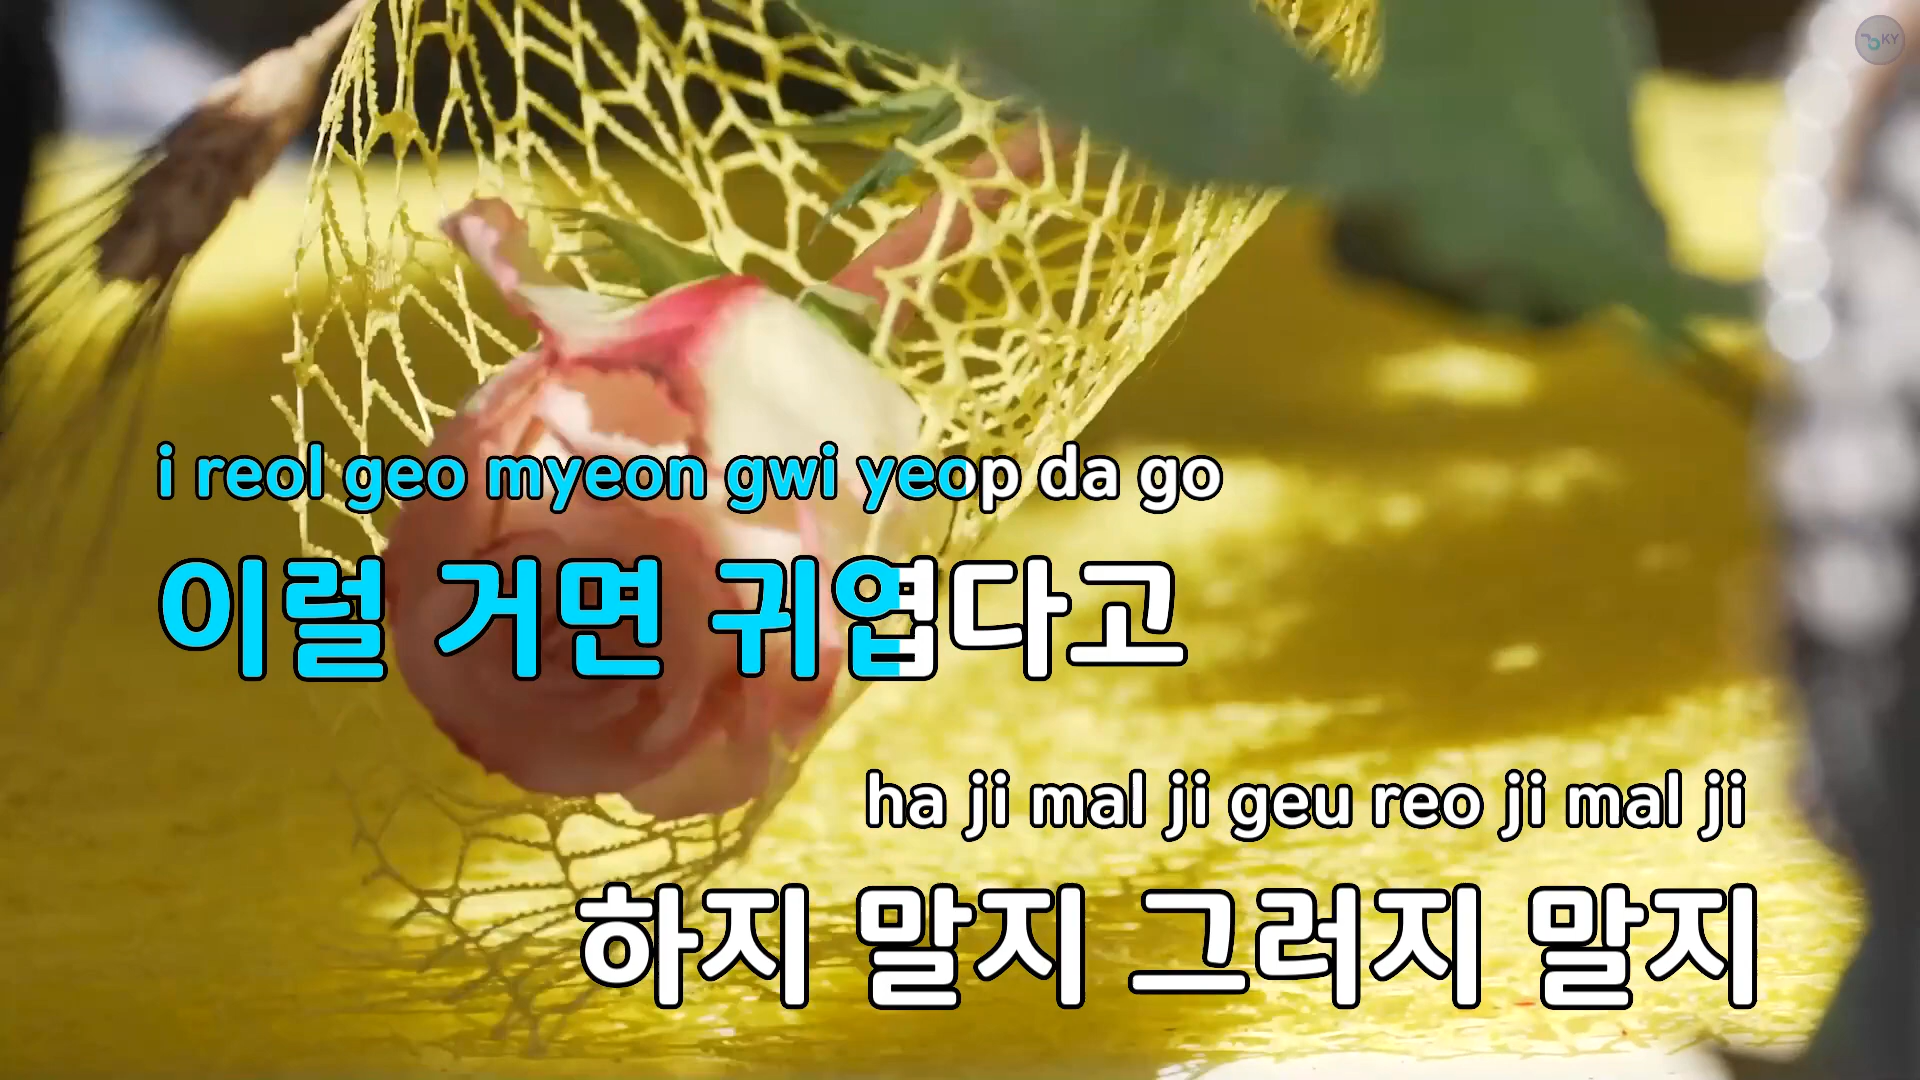 KY
i reol geo myeon gwi yeop da go
이럴 거면 귀엽다고
ha ji mal ji geu reo ji mal ji
하지 말지 그러지 말지